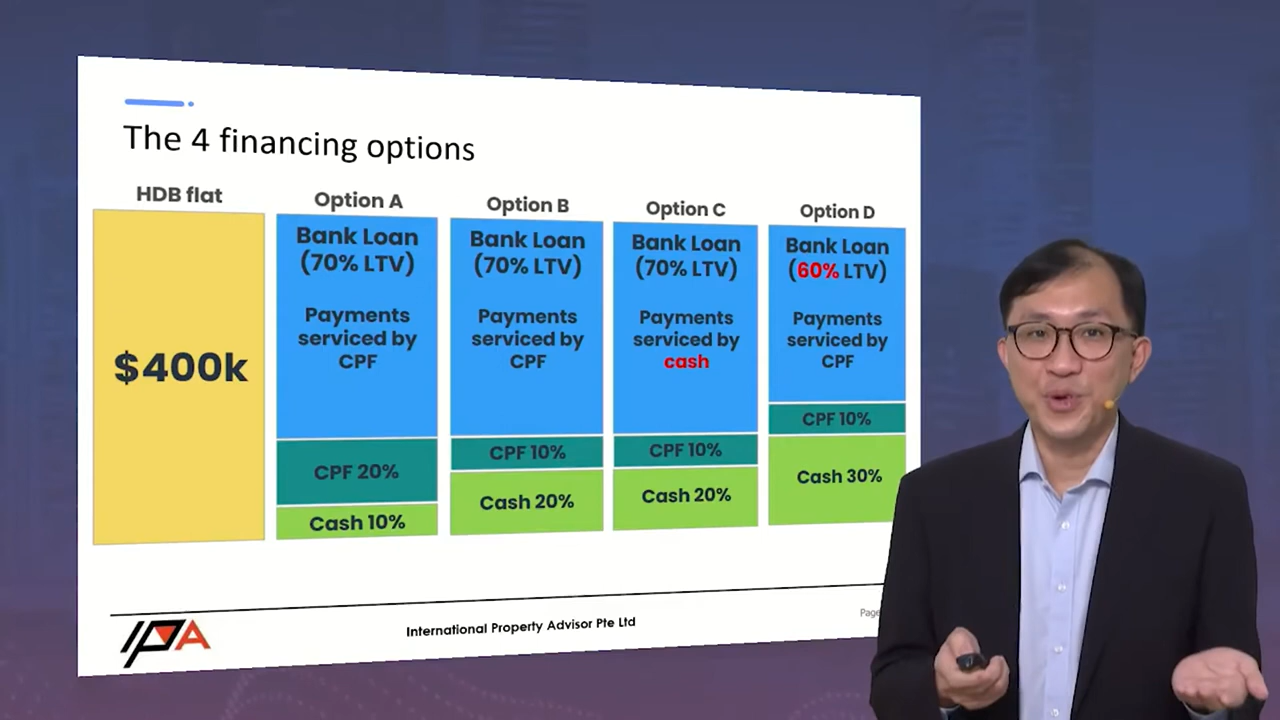 The 4 financing options
HDB flat
$400k
Option A
Bank Loan
(70% LTV)
Payments
serviced by
CPF
CPF 20%
Cash 10%
Option B
Bank Loan
(70% LTV)
Payments
serviced by
CPF
CPF 10%
Cash 20%
Option C
Bank Loan
(70% LTV)
Payments
serviced by
cash
CPF 10%
Cash 20%
Option D
Bank Loan
(60% LTV)
Payments
serviced by
CPF
CPF 10%
Cash 30%
IPA
International Property Advisor Pte Ltd
Page